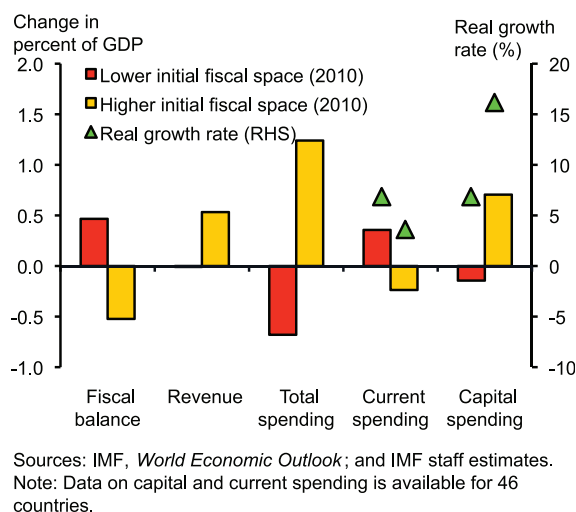 Change in
percent of GDP
Real growth
rate (%)
2.0
1.5
1.0
0.5
0.0
-0.5
-1.0
20
15
10
5
0
-5
-10
Lower initial fiscal space (2010)
Higher initial fiscal space (2010)
Real growth rate (RHS)
Fiscal
balance
Revenue
Total
spending
Current
spending
Capital
spending
Sources: IMF, World Economic Outlook; and IMF staff estimates.
Note: Data on capital and current spending is available for 46
countries.